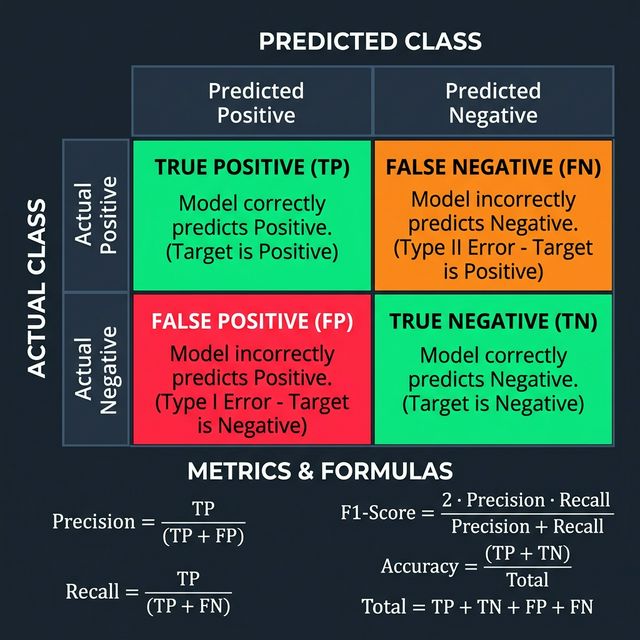 PREDICTED CLASS
Predicted
Positive
Predicted
Negative
ACTUAL CLASS
Actual
Positive
TRUE POSITIVE (TP)
Model correctly
predicts Positive.
(Target is Positive)
FALSE NEGATIVE (FN)
Model incorrectly
predicts Negative.
(Type II Error - Target
is Positive)
Actual
Negative
FALSE POSITIVE (FP)
Model incorrectly
predicts Positive.
(Type I Error - Target
is Negative)
TRUE NEGATIVE (TN)
Model correctly
predicts Negative.
(Target is Negative)
METRICS & FORMULAS
Precision = TP / (TP + FP)
Recall = TP / (TP + FN)
F1-Score = 2 · Precision · Recall / Precision + Recall
Accuracy = (TP + TN) / Total
Total = TP + TN + FP + FN